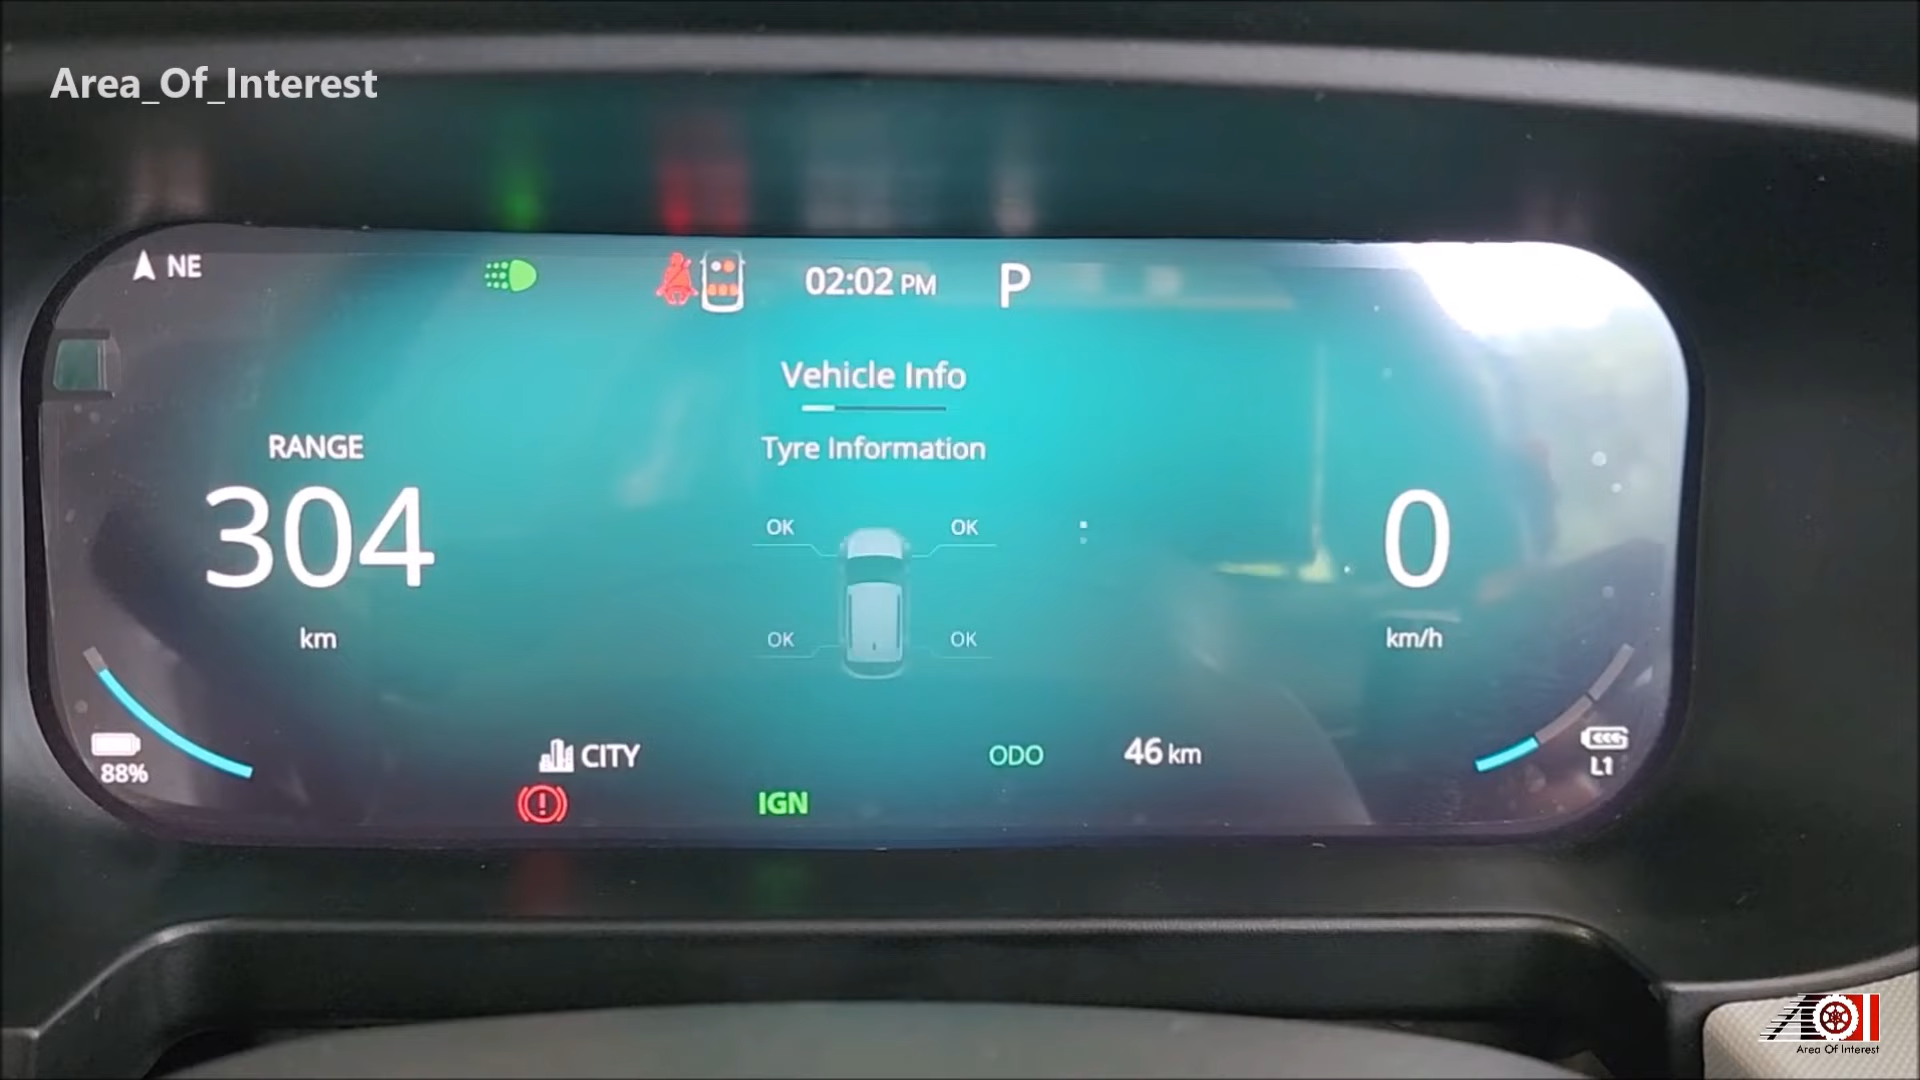 Area_Of_Interest
NE
02:02 PM
P
Vehicle Info
Tyre Information
RANGE
304
km
OK
OK
OK
OK
0
km/h
88%
CITY
ODO
46 km
L1
IGN
Area Of Interest